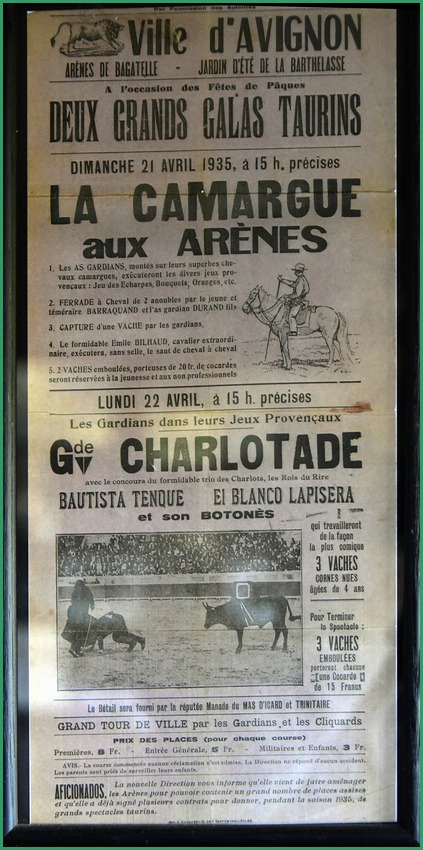 Par Permission des Autorités
Ville d'AVIGNON
ARÈNES DE BAGATELLE - JARDIN D'ÉTÉ DE LA BARTHELASSE
A l'occasion des Fêtes de Pâques
DEUX GRANDS GALAS TAURINS
DIMANCHE 21 AVRIL 1935, à 15 h. précises
LA CAMARGUE
aux ARÈNES
1. Les AS GARDIANS, montés sur leurs superbes che-
vaux camargues, exécuteront les divers jeux pro-
vençaux : Jeu des Echarpes, Bouquets, Oranges, etc.
2. FERRADE à Cheval de 2 anoubles par le jeune et
téméraire BARRAQUAND et l'as gardian DURAND fils
3. CAPTURE d'une VACHE par les gardians.
4. Le formidable Emile BILHAUD, cavalier extraordi-
naire, exécutera, sans selle, le saut de cheval à cheval
5. 2 VACHES emboulées, porteuses de 20 fr. de cocardes
seront réservées à la jeunesse et aux non professionnels
LUNDI 22 AVRIL, à 15 h. précises
Les Gardians dans leurs Jeux Provençaux
Gde CHARLOTADE
avec le concours du formidable trio des Charlots, les Rois du Rire
BAUTISTA TENQUE El BLANCO LAPISERA
et son BOTONÈS
qui travailleront
de la façon
la plus comique
3 VACHES
CORNES NUES
âgées de 4 ans
Pour Terminer
le Spectacle :
3 VACHES
EMBOULÉES
porteront chacune
une Cocarde
de 15 Francs
Le Bétail sera fourni par la réputée Manade du MAS D'ICARD et TRINITAIRE
GRAND TOUR DE VILLE par les Gardians et les Cliquards
PRIX DES PLACES (pour chaque course)
Premières, 8 Fr. - Entrée Générale, 5 Fr. - Militaires et Enfants, 3 Fr.
AVIS.- La course commencée aucune réclamation n'est admise. La Direction ne répond d'aucun accident.
Les parents sont priés de surveiller leurs enfants.
AFICIONADOS, La nouvelle Direction vous informe qu'elle vient de faire aménager
les Arènes pour pouvoir contenir un grand nombre de places assises
et qu'elle a déjà signé plusieurs contrats pour donner, pendant la saison 1935, de
grands spectacles taurins.